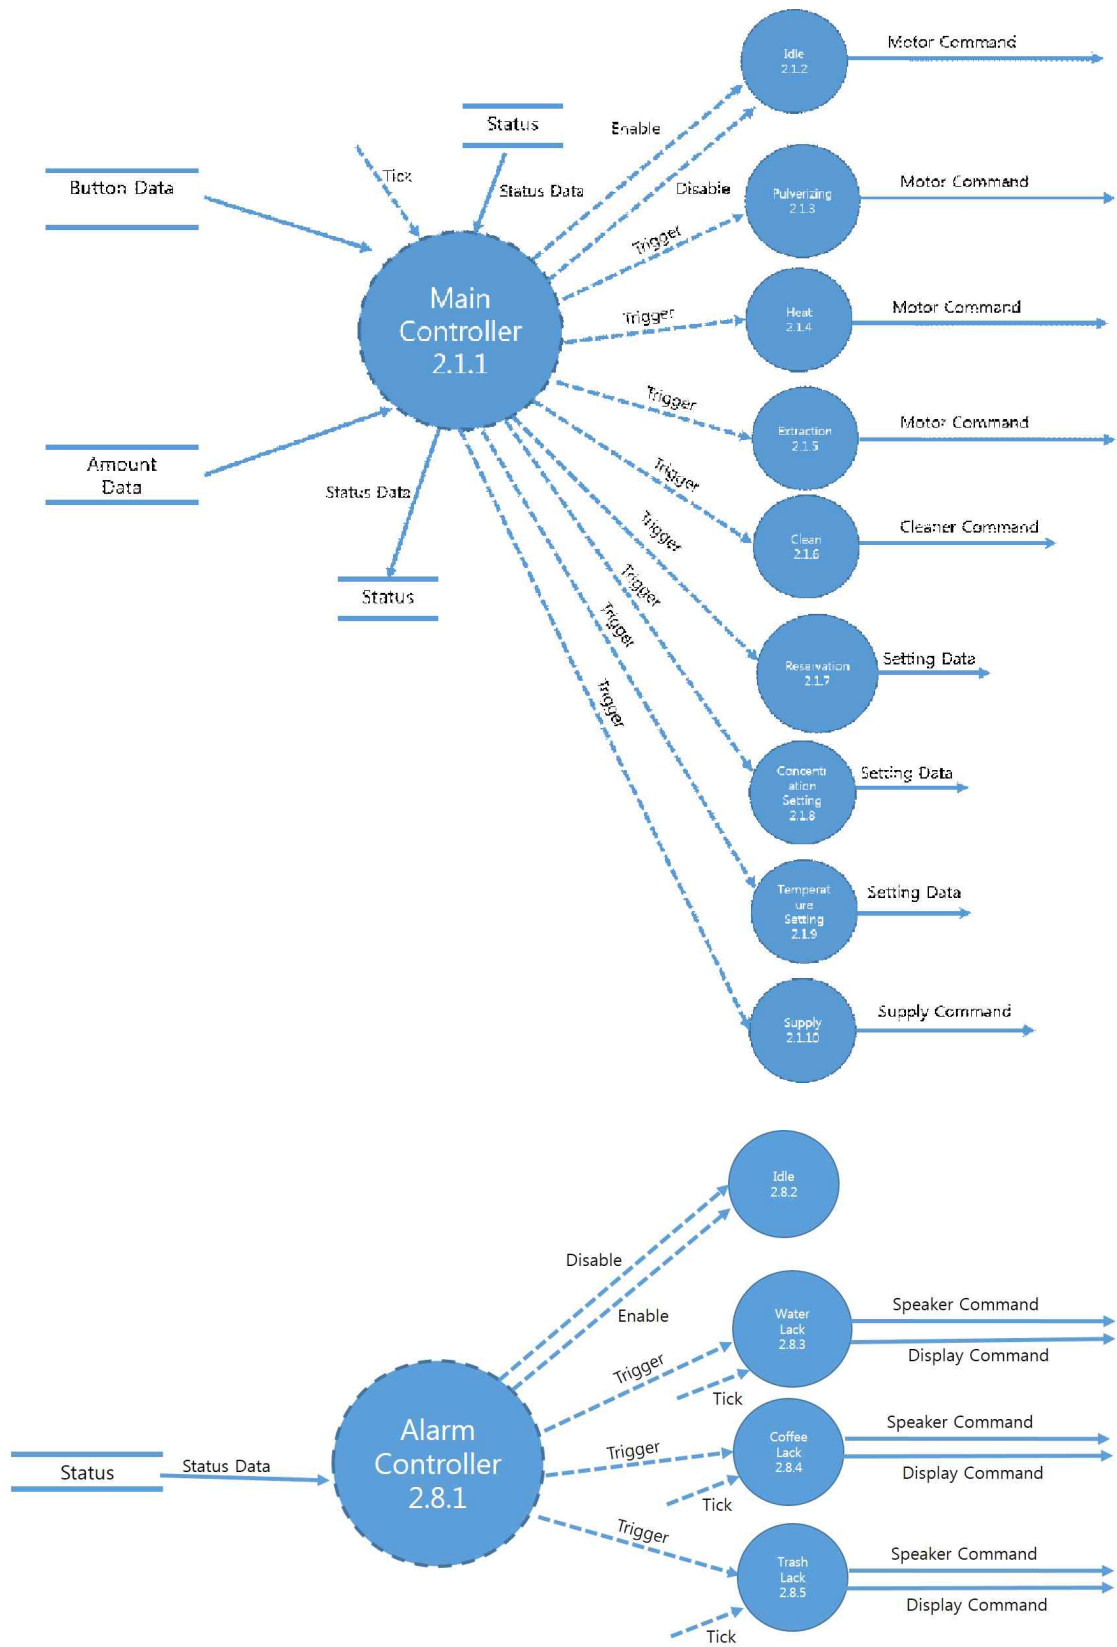 Idle
2.1.2
Motor Command
Status
Enable
Tick
Button Data
Status Data
Disable
Pulverizing
2.1.3
Motor Command
Trigger
Main
Controller
2.1.1
Trigger
Heat
2.1.4
Motor Command
Trigger
Extraction
2.1.5
Motor Command
Amount
Data
Status Data
Trigger
Clean
2.1.6
Cleaner Command
Status
Trigger
Trigger
Trigger
Trigger
Reservation
2.1.7
Setting Data
Concentr
ation
Setting
2.1.8
Setting Data
Temperat
ure
Setting
2.1.9
Setting Data
Supply
2.1.10
Supply Command
Idle
2.8.2
Disable
Enable
Water
Lack
2.8.3
Speaker Command
Display Command
Trigger
Tick
Alarm
Controller
2.8.1
Status
Status Data
Trigger
Coffee
Lack
2.8.4
Speaker Command
Display Command
Tick
Trigger
Trash
Lack
2.8.5
Speaker Command
Display Command
Tick